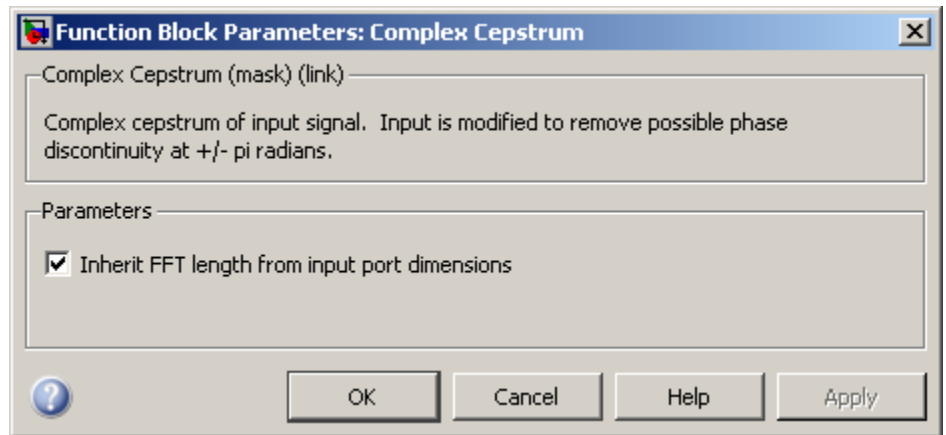 Function Block Parameters: Complex Cepstrum
Complex Cepstrum (mask) (link)
Complex cepstrum of input signal.  Input is modified to remove possible phase
discontinuity at +/- pi radians.
Parameters
Inherit FFT length from input port dimensions
? OK Cancel Help Apply